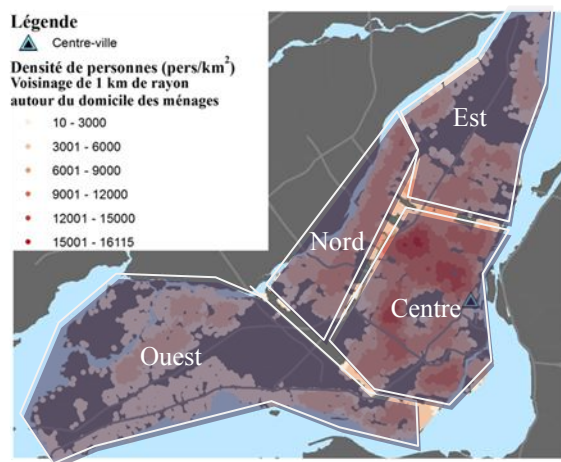 Légende
Centre-ville
Densité de personnes (pers/km²)
Voisinage de 1 km de rayon
autour du domicile des ménages
10 - 3000
3001 - 6000
6001 - 9000
9001 - 12000
12001 - 15000
15001 - 16115
Est
Nord
Centre
Ouest